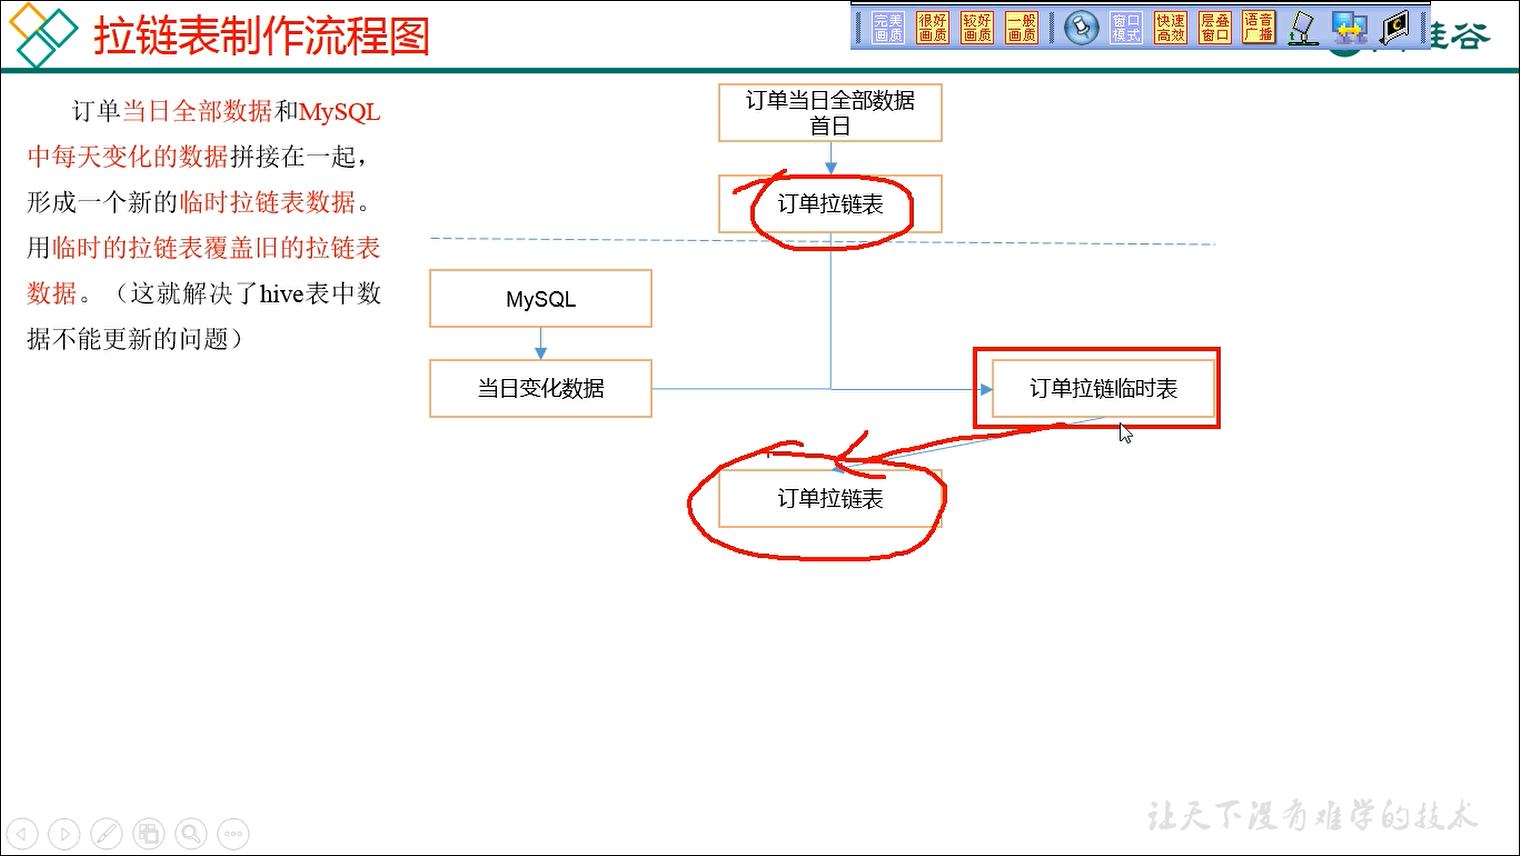 拉链表制作流程图
完美画质
很好画质
较好画质
一般画质
窗口模式
快速高效
层叠窗口
语音广播
谷
订单当日全部数据和MySQL
中每天变化的数据拼接在一起，
形成一个新的临时拉链表数据。
用临时的拉链表覆盖旧的拉链表
数据。（这就解决了hive表中数
据不能更新的问题）
订单当日全部数据
首日
订单拉链表
MySQL
当日变化数据
订单拉链临时表
订单拉链表
让天下没有难学的技术